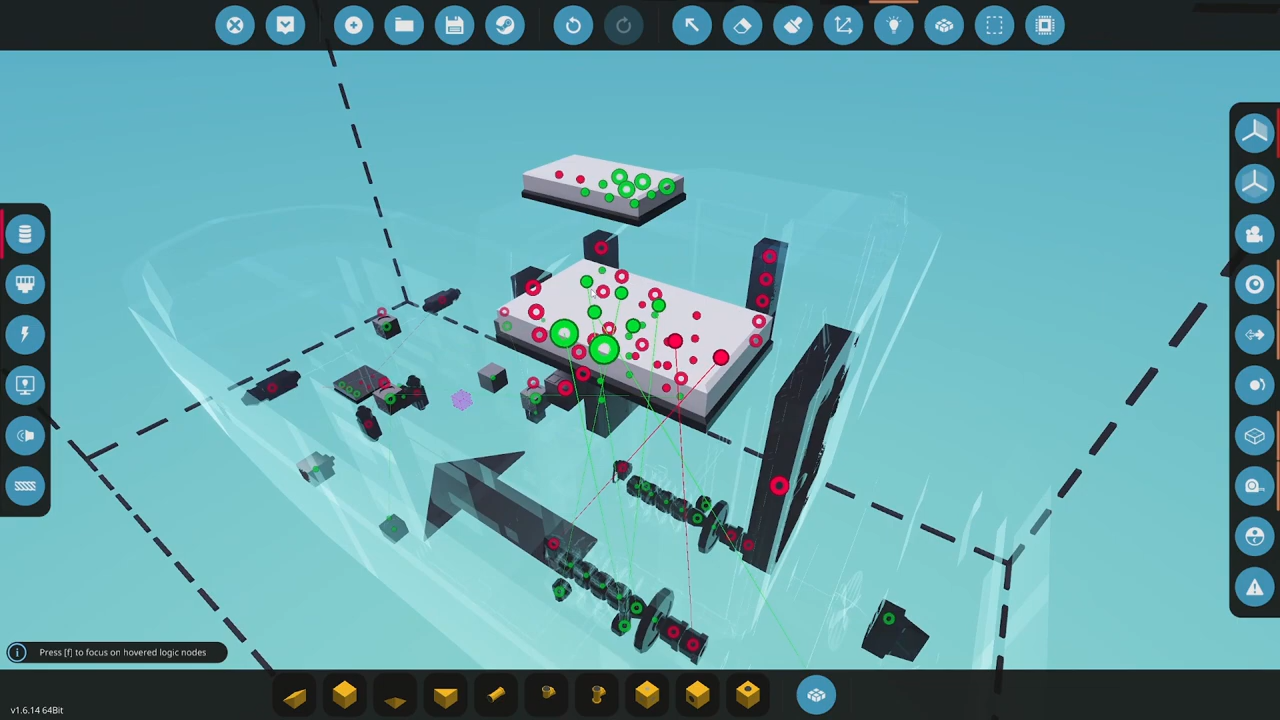 Press [f] to focus on hovered logic nodes
v1.6.14 64Bit